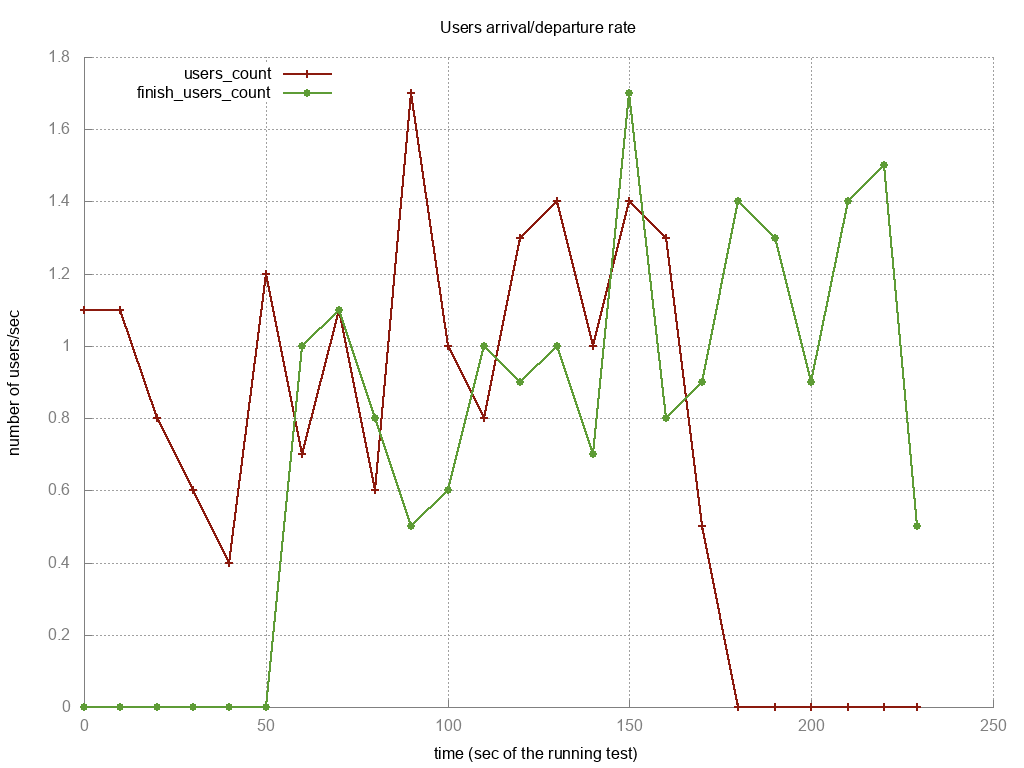 Users arrival/departure rate
users_count
finish_users_count
1.8
1.6
1.4
1.2
1
0.8
0.6
0.4
0.2
0
0 50 100 150 200 250
number of users/sec
time (sec of the running test)